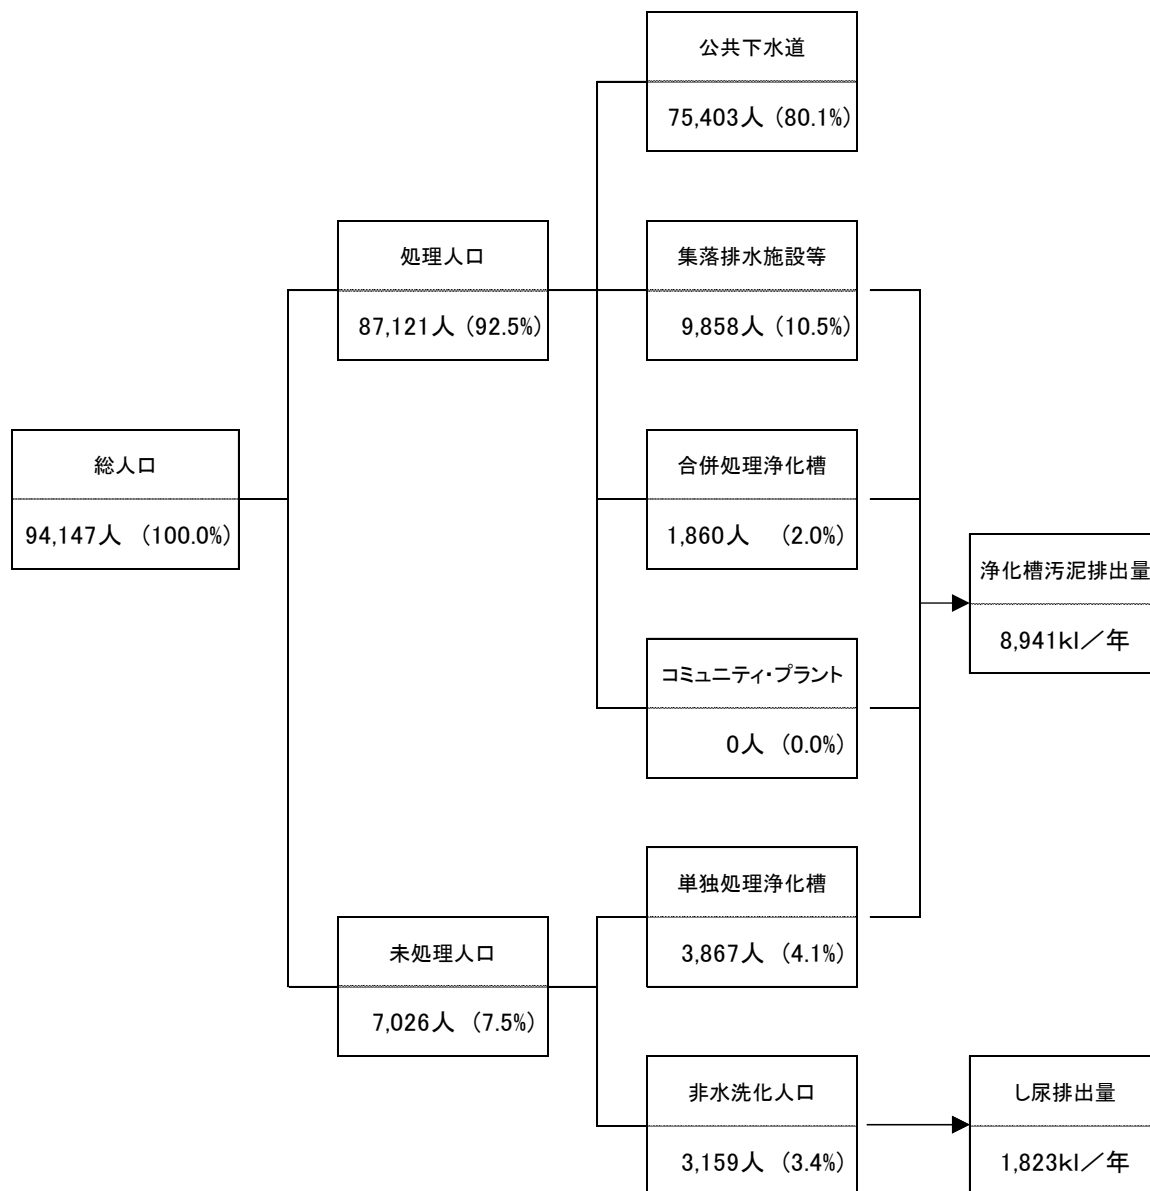 公共下水道
75,403人 (80.1%)
処理人口
87,121人 (92.5%)
集落排水施設等
9,858人 (10.5%)
総人口
94,147人 (100.0%)
合併処理浄化槽
1,860人 (2.0%)
浄化槽汚泥排出量
8,941kl／年
コミュニティ・プラント
0人 (0.0%)
単独処理浄化槽
3,867人 (4.1%)
未処理人口
7,026人 (7.5%)
非水洗化人口
3,159人 (3.4%)
し尿排出量
1,823kl／年